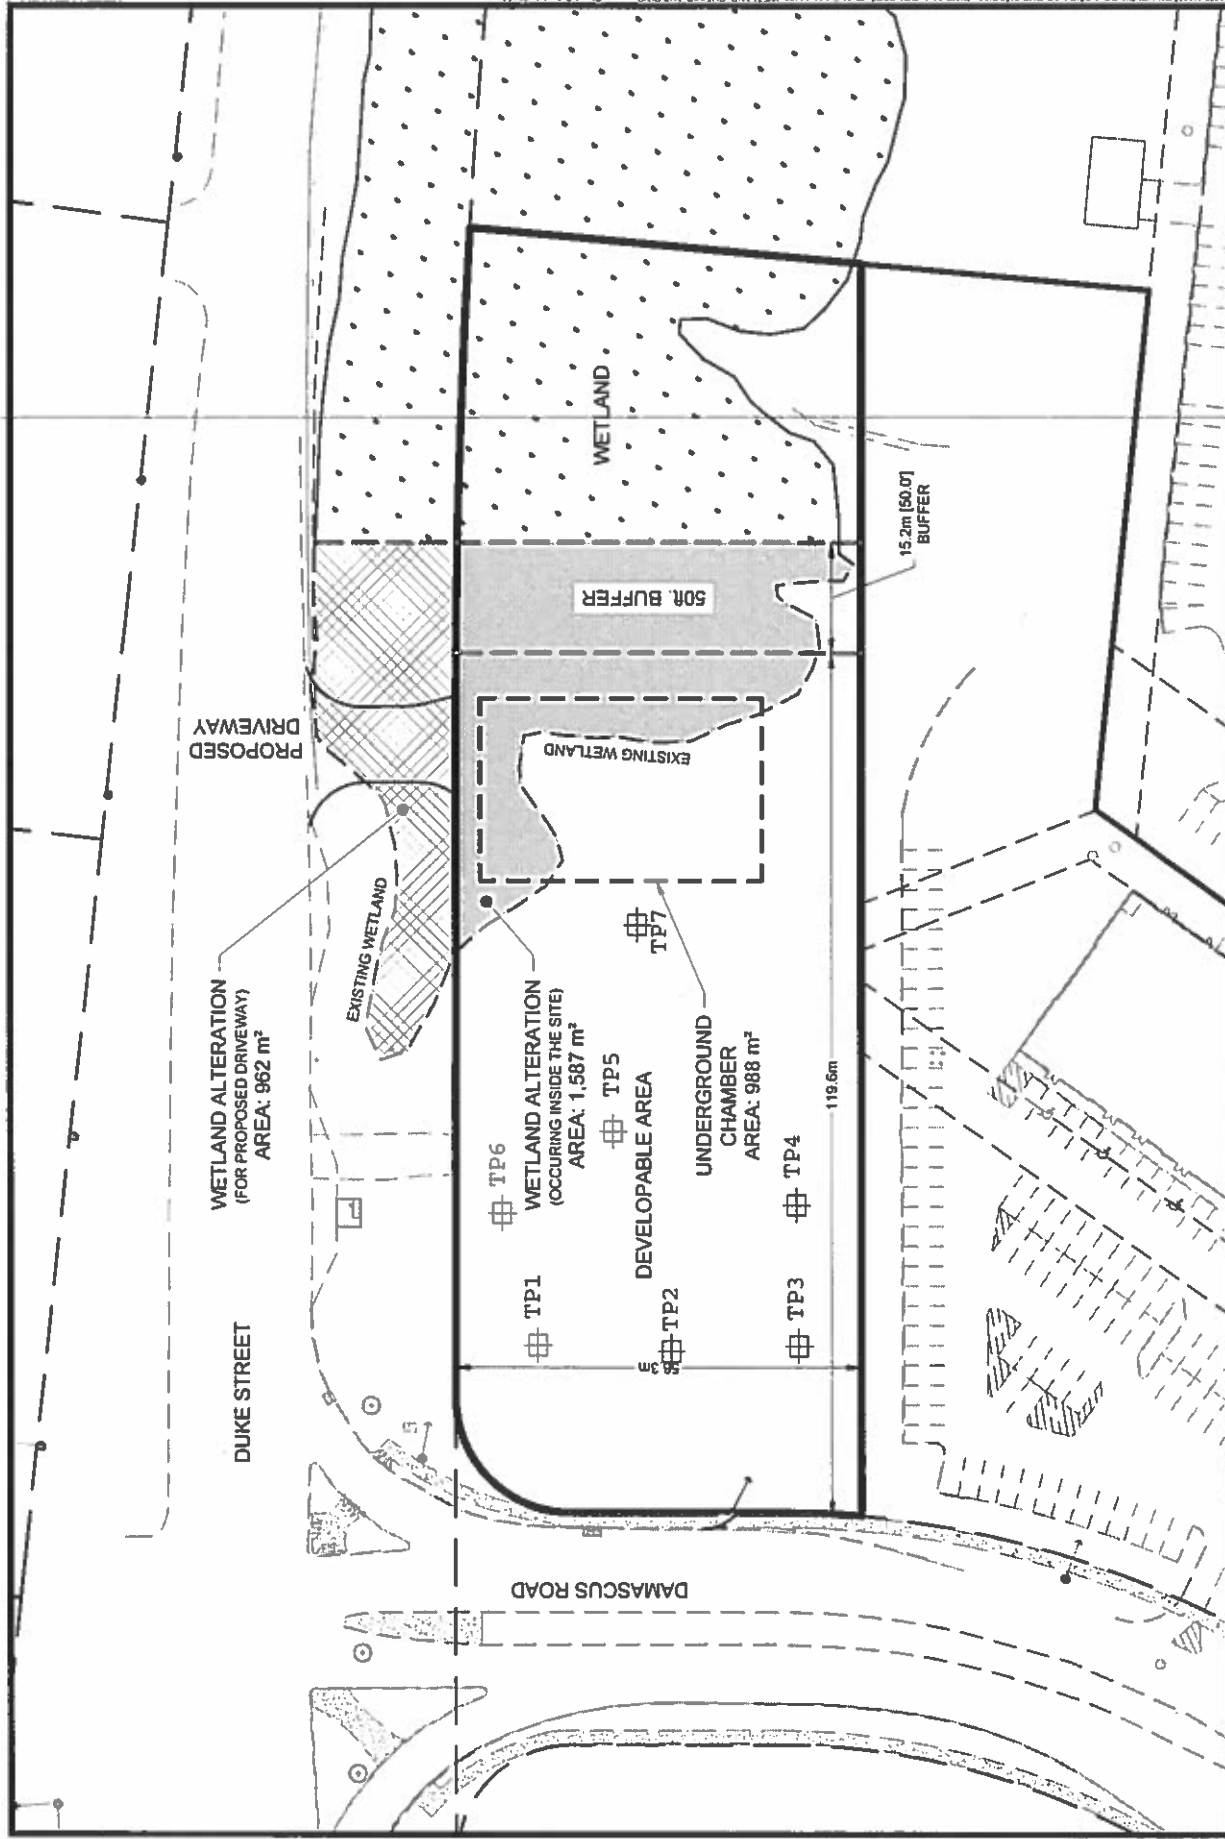 DUKE STREET
PROPOSED
DRIVEWAY
WETLAND ALTERATION
(FOR PROPOSED DRIVEWAY)
AREA: 962 m²
EXISTING WETLAND
WETLAND
50ft. BUFFER
15.2m [50.0']
BUFFER
EXISTING WETLAND
WETLAND ALTERATION
(OCCURING INSIDE THE SITE)
AREA: 1,587 m²
UNDERGROUND
CHAMBER
AREA: 988 m²
DEVELOPABLE AREA
TP1
TP2
TP3
TP4
TP5
TP6
TP7
119.6m
DAMASCUS ROAD